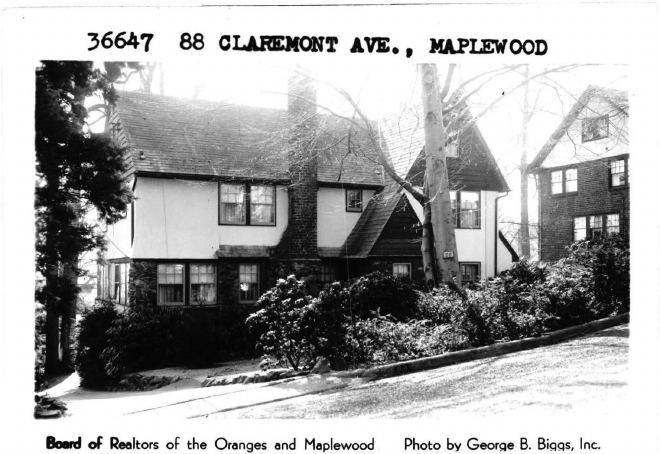 36647 88 CLAREMONT AVE., MAPLEWOOD
Board of Realtors of the Oranges and Maplewood Photo by George B. Biggs, Inc.